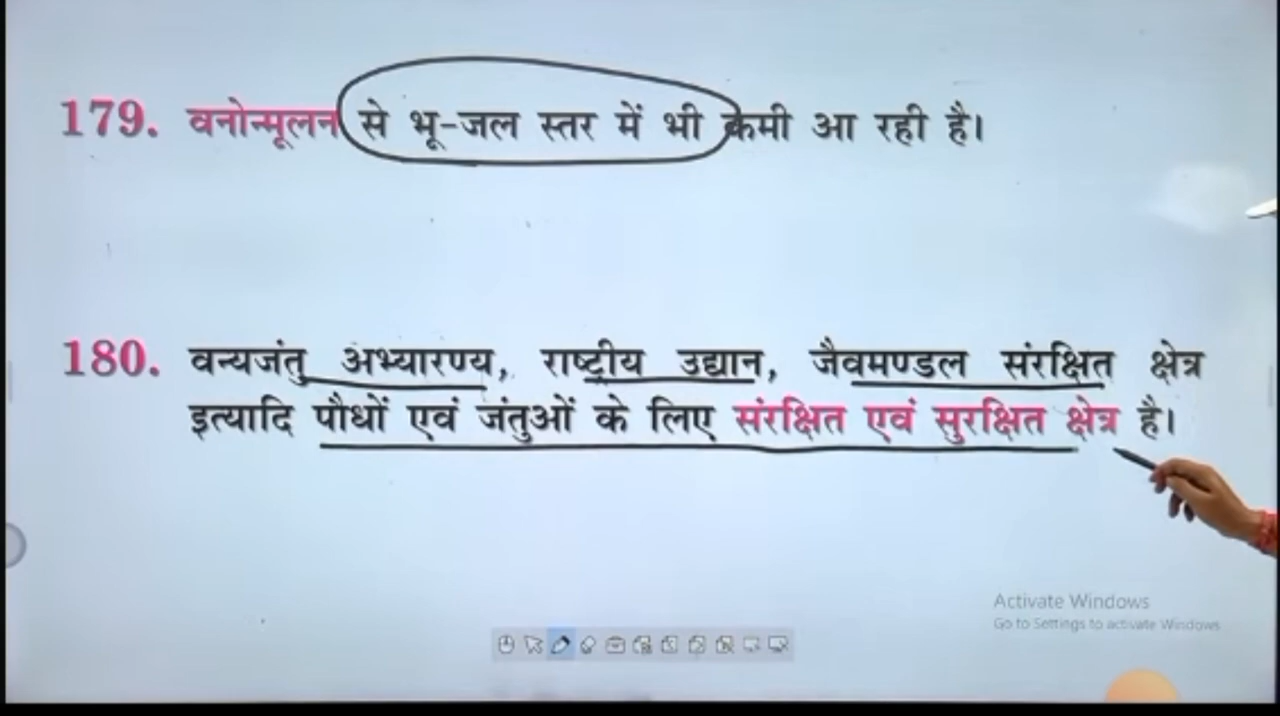 179. वनोन्मूलन से भू-जल स्तर में भी कमी आ रही है।
180. वन्यजंतु अभ्यारण्य, राष्ट्रीय उद्यान, जैवमण्डल संरक्षित क्षेत्र
इत्यादि पौधों एवं जंतुओं के लिए संरक्षित एवं सुरक्षित क्षेत्र है।
Activate Windows
Go to Settings to activate Windows